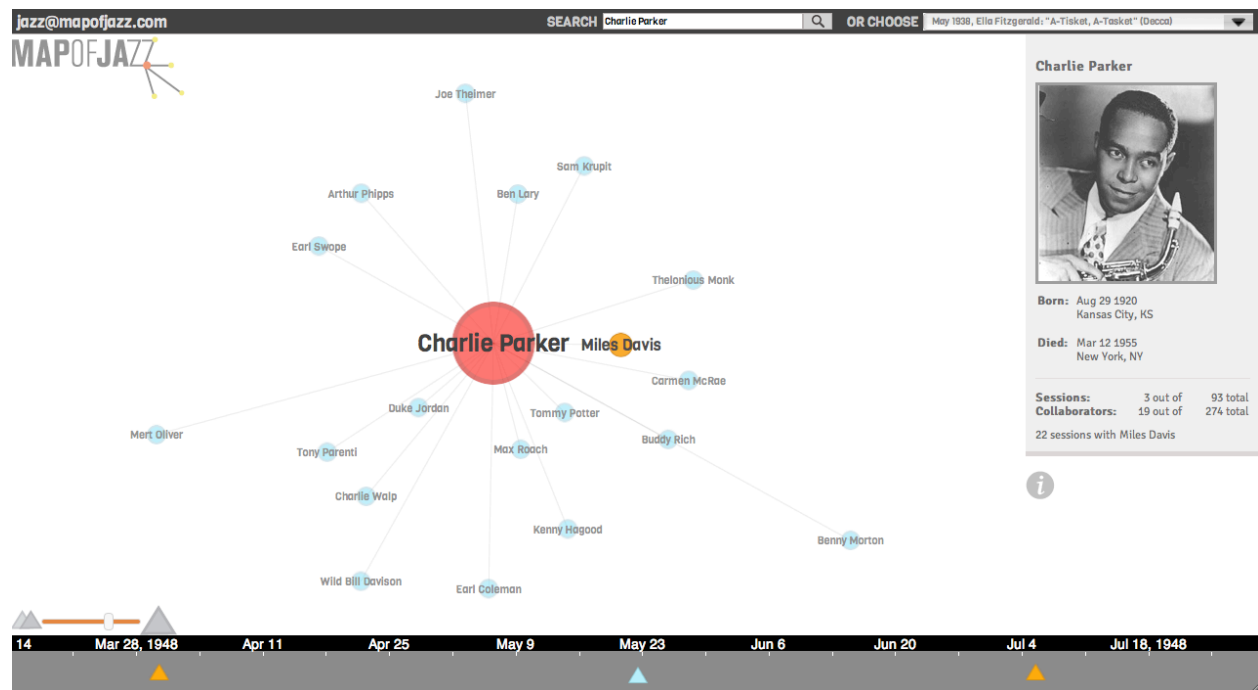 jazz@mapofjazz.com
SEARCH Charlie Parker
OR CHOOSE May 1938, Ella Fitzgerald: "A-Tisket, A-Tasket" (Decca)
MAPOFJAZZ
Joe Theimer
Sam Krupit
Arthur Phipps
Ben Lary
Earl Swope
Thelonious Monk
Charlie Parker
Miles Davis
Carmen McRae
Duke Jordan
Tommy Potter
Mert Oliver
Buddy Rich
Tony Parenti
Max Roach
Charlie Walp
Kenny Hagood
Benny Morton
Wild Bill Davison
Earl Coleman
Charlie Parker
Born: Aug 29 1920
Kansas City, KS
Died: Mar 12 1955
New York, NY
Sessions: 3 out of 93 total
Collaborators: 19 out of 274 total
22 sessions with Miles Davis
i
14 Mar 28, 1948 Apr 11 Apr 25 May 9 May 23 Jun 6 Jun 20 Jul 4 Jul 18, 1948